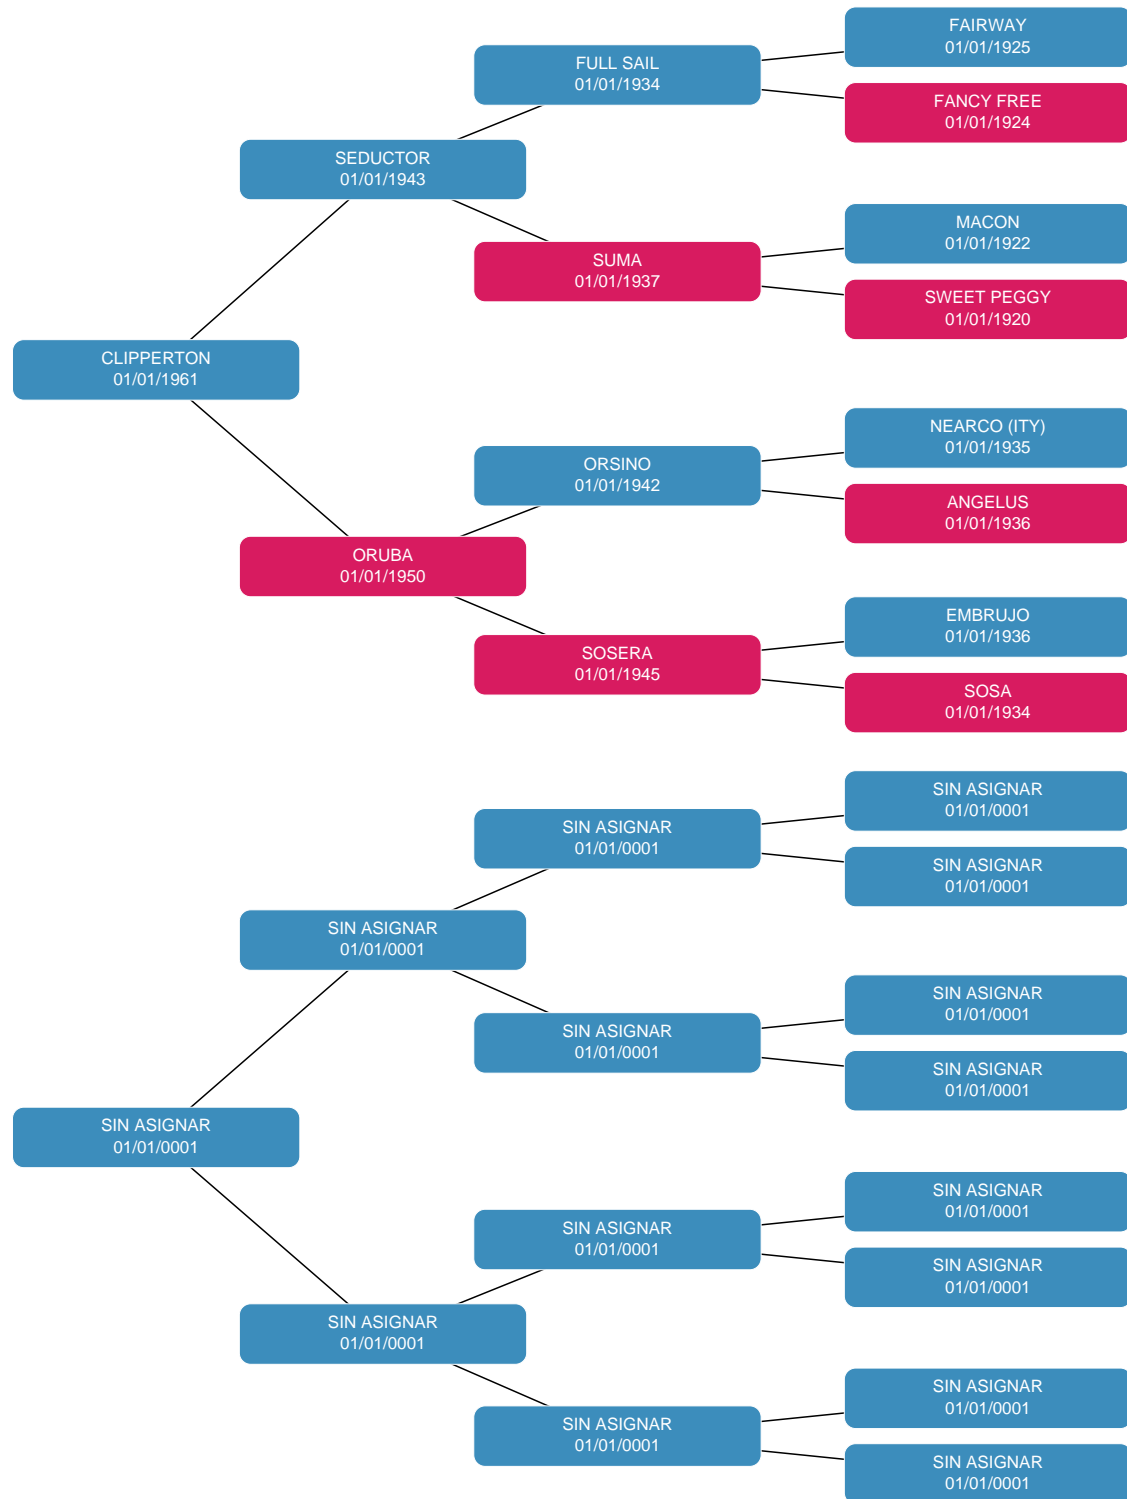 FAIRWAY
01/01/1925
FULL SAIL
01/01/1934
FANCY FREE
01/01/1924
SEDUCTOR
01/01/1943
MACON
01/01/1922
SUMA
01/01/1937
SWEET PEGGY
01/01/1920
CLIPPERTON
01/01/1961
NEARCO (ITY)
01/01/1935
ORSINO
01/01/1942
ANGELUS
01/01/1936
ORUBA
01/01/1950
EMBRUJO
01/01/1936
SOSERA
01/01/1945
SOSA
01/01/1934
SIN ASIGNAR
01/01/0001
SIN ASIGNAR
01/01/0001
SIN ASIGNAR
01/01/0001
SIN ASIGNAR
01/01/0001
SIN ASIGNAR
01/01/0001
SIN ASIGNAR
01/01/0001
SIN ASIGNAR
01/01/0001
SIN ASIGNAR
01/01/0001
SIN ASIGNAR
01/01/0001
SIN ASIGNAR
01/01/0001
SIN ASIGNAR
01/01/0001
SIN ASIGNAR
01/01/0001
SIN ASIGNAR
01/01/0001
SIN ASIGNAR
01/01/0001
SIN ASIGNAR
01/01/0001